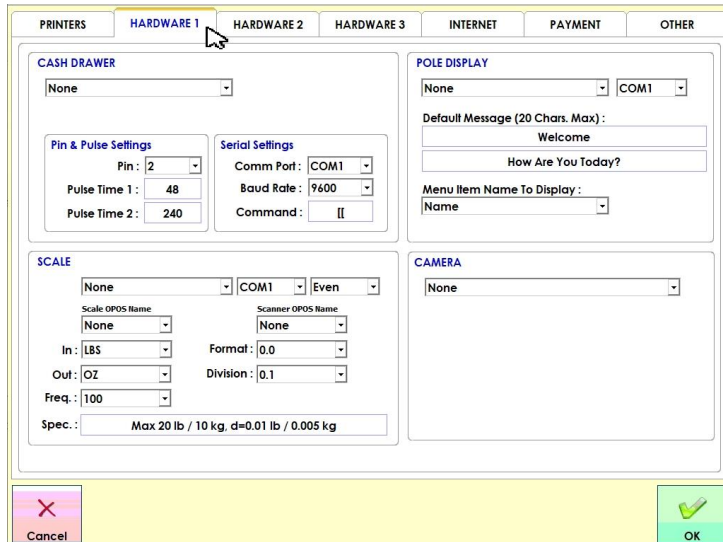 PRINTERS HARDWARE 1 HARDWARE 2 HARDWARE 3 INTERNET PAYMENT OTHER
CASH DRAWER
None
Pin & Pulse Settings
Pin : 2
Pulse Time 1 : 48
Pulse Time 2 : 240
Serial Settings
Comm Port : COM1
Baud Rate : 9600
Command : [[
POLE DISPLAY
None COM1
Default Message (20 Chars. Max) :
Welcome
How Are You Today?
Menu Item Name To Display :
Name
SCALE
None COM1 Even
Scale OPOS Name Scanner OPOS Name
None None
In : LBS Format : 0.0
Out : OZ Division : 0.1
Freq. : 100
Spec. : Max 20 lb / 10 kg, d=0.01 lb / 0.005 kg
CAMERA
None
Cancel OK